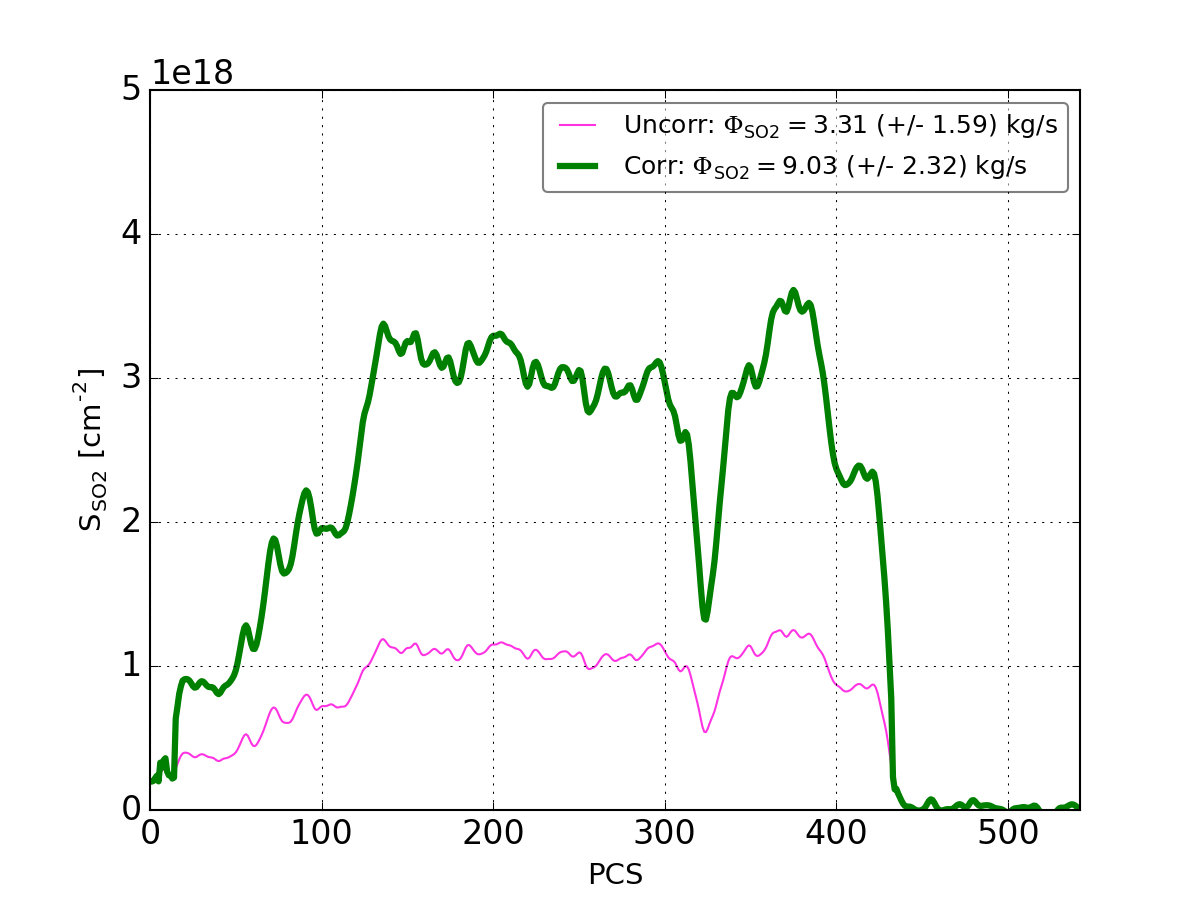 1e18
5
4
3
2
1
0
S_SO2 [cm^-2]
Uncorr: Φ_SO2 = 3.31 (+/- 1.59) kg/s
Corr: Φ_SO2 = 9.03 (+/- 2.32) kg/s
0 100 200 300 400 500
PCS